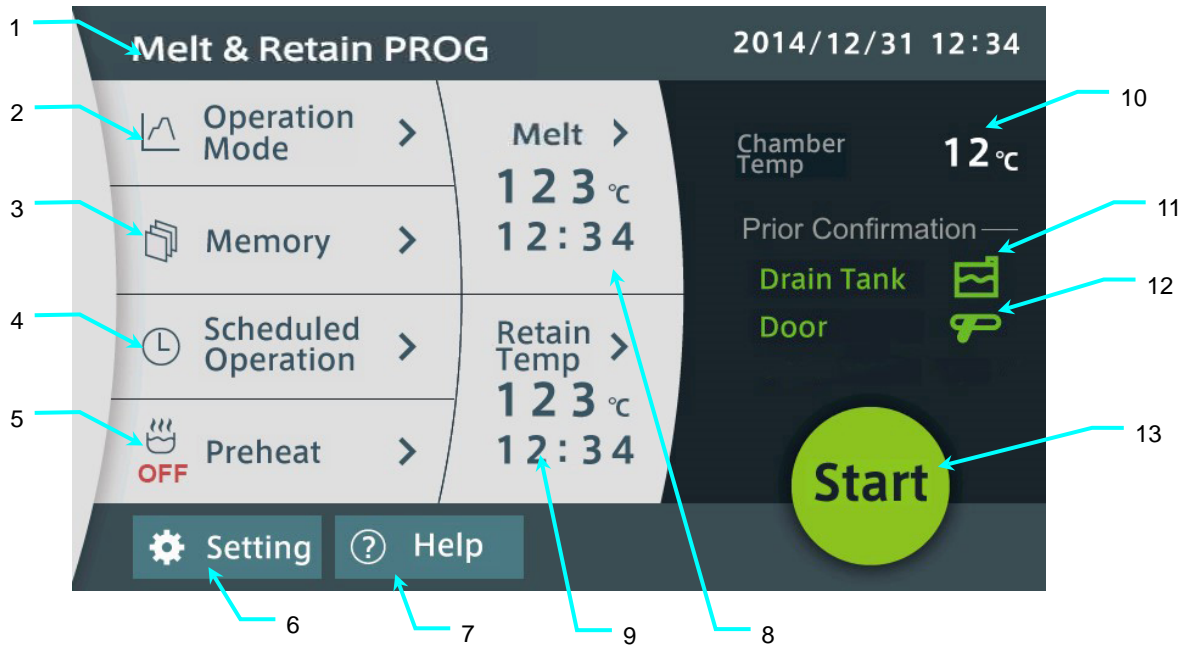 1
Melt & Retain PROG
2014/12/31 12:34
2
Operation
Mode
3
Memory
4
Scheduled
Operation
5
OFF
Preheat
Melt
123 ℃
12:34
Retain
Temp
123 ℃
12:34
Chamber
Temp
12 ℃
10
Prior Confirmation
11
Drain Tank
12
Door
Start
13
Setting
? Help
6
7
9
8